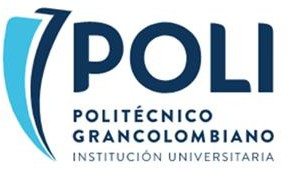 POLI
POLITÉCNICO
GRANCOLOMBIANO
INSTITUCIÓN UNIVERSITARIA